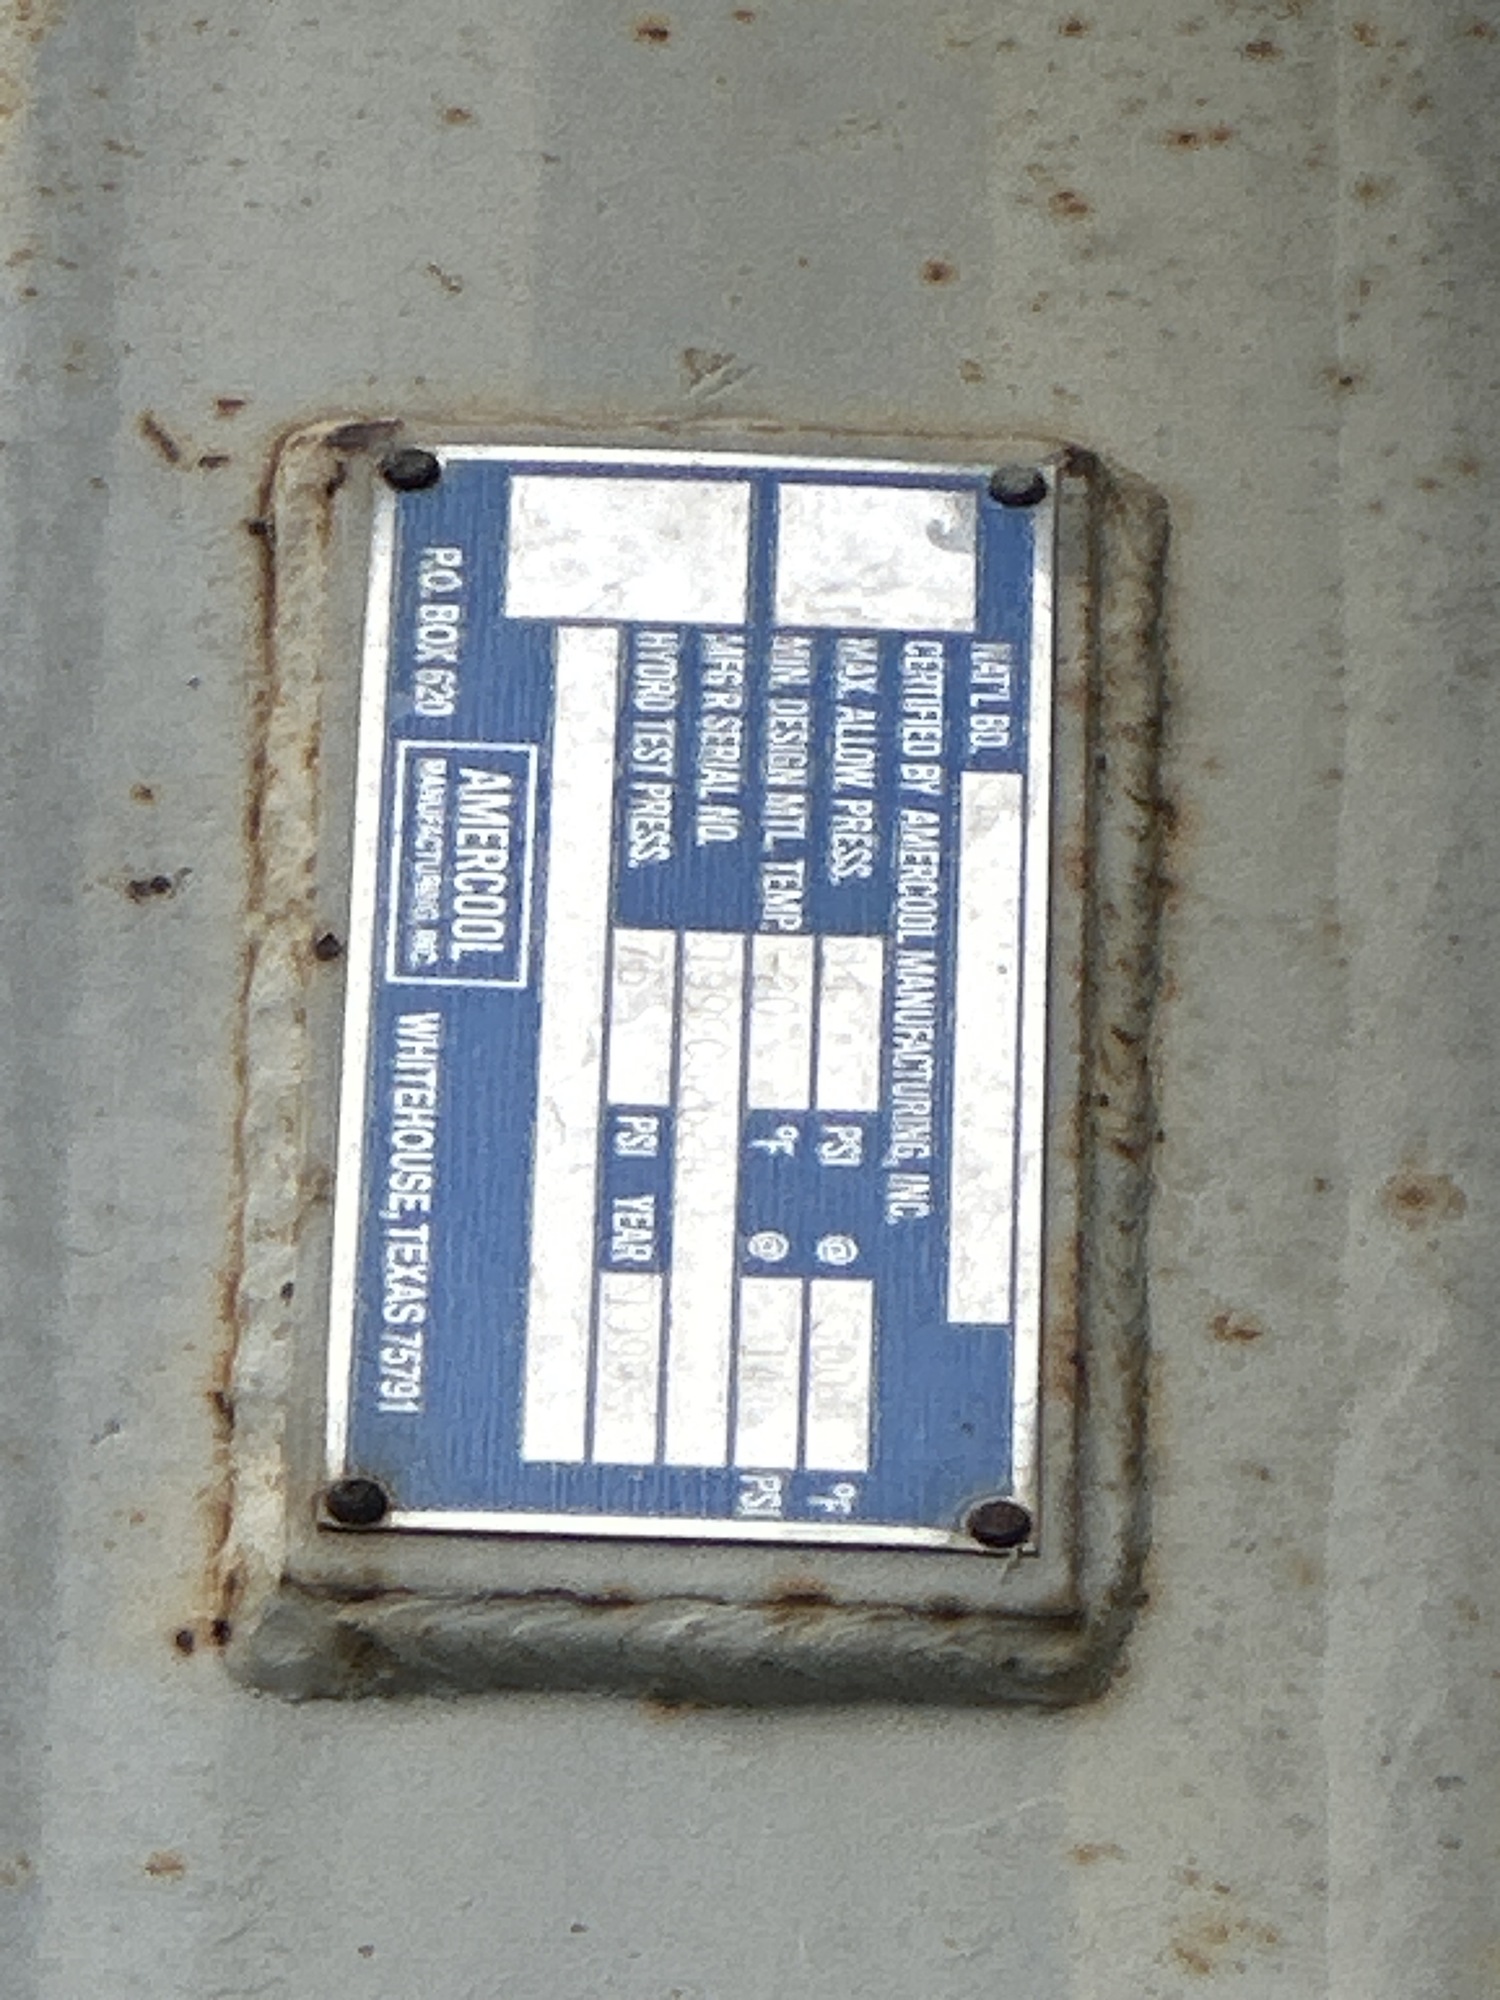 NAT'L BD.
CERTIFIED BY AMERCOOL MANUFACTURING, INC.
MAX. ALLOW PRESS. PSI @ °F
MIN. DESIGN MTL. TEMP. -20 °F @ PSI
MFG'R SERIAL NO.
HYDRO TEST PRESS. PSI YEAR
P.O. BOX 620 AMERCOOL MANUFACTURING, INC. WHITEHOUSE, TEXAS 75791